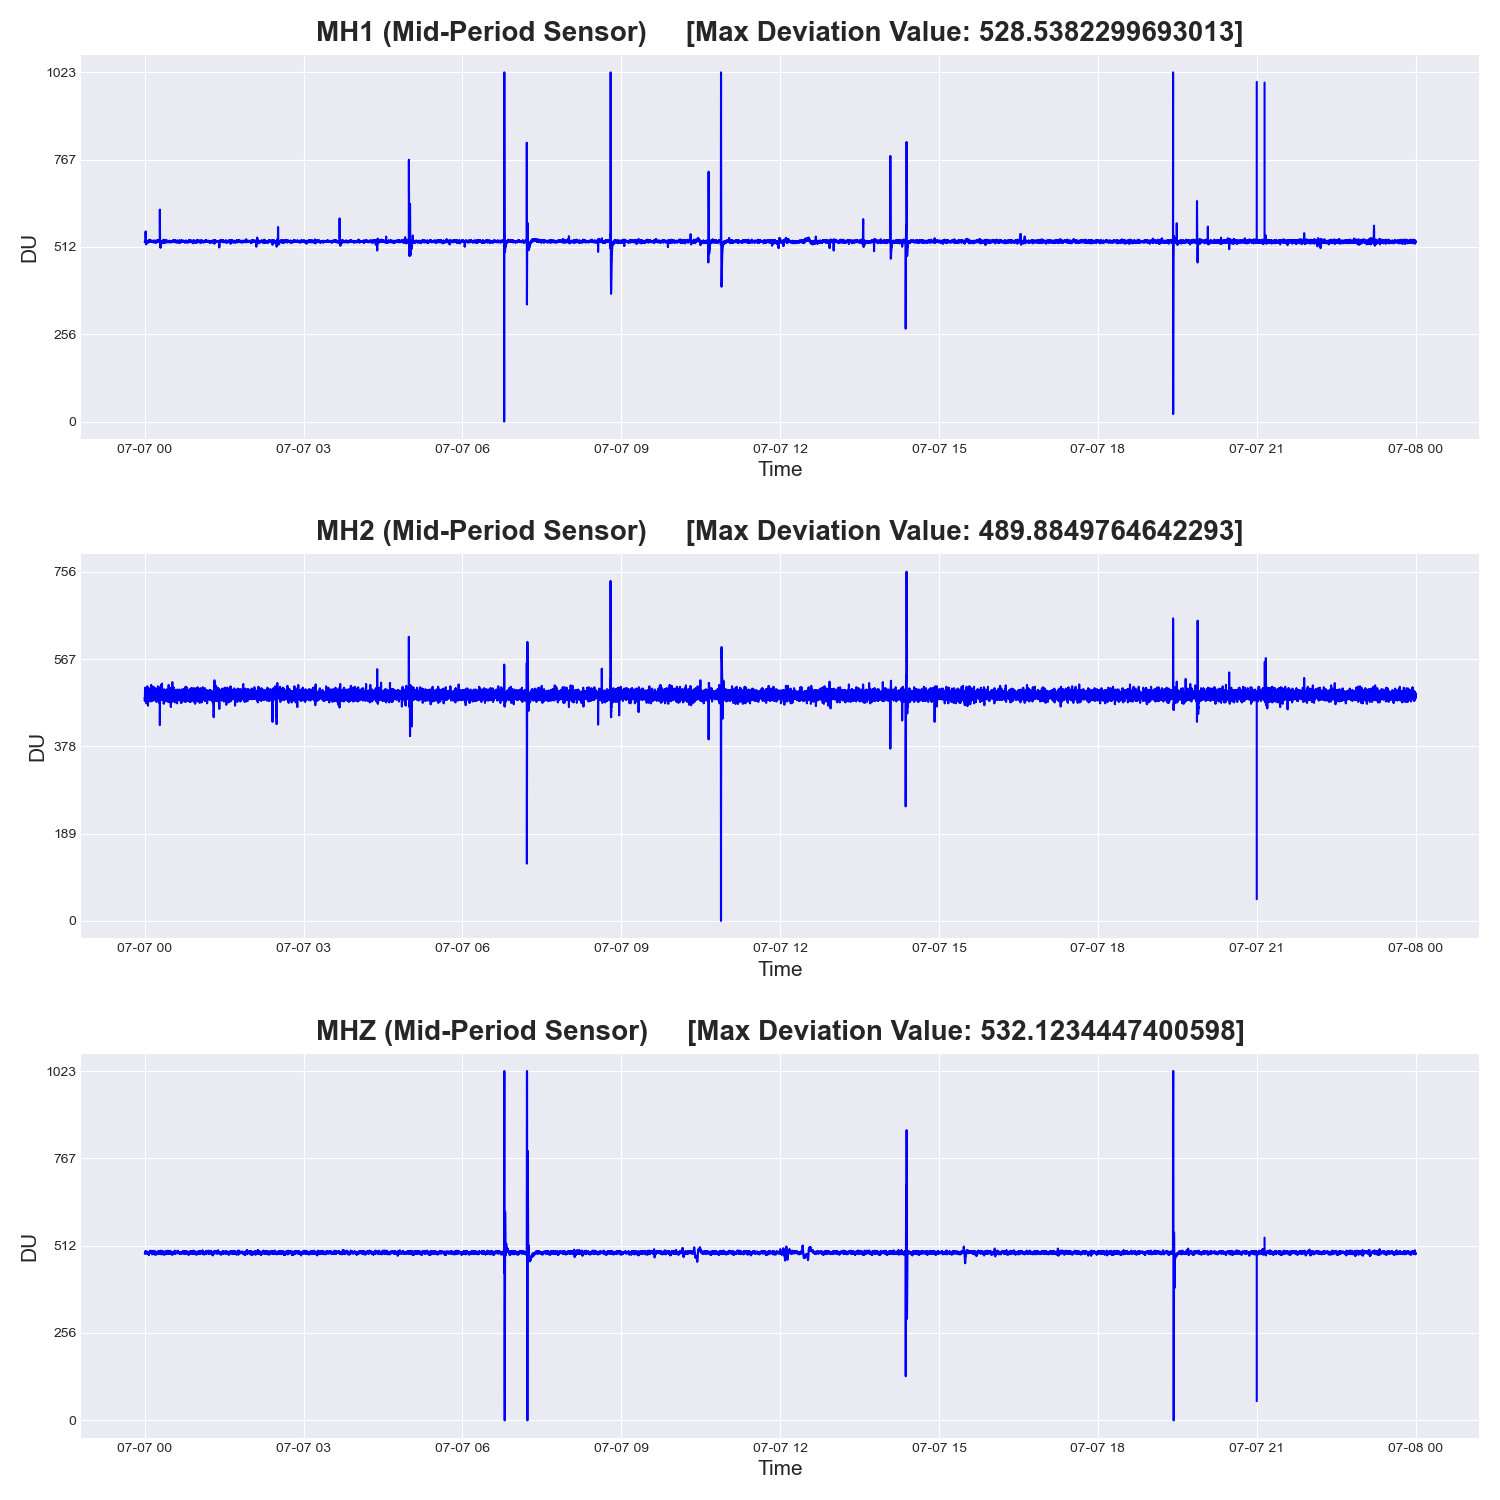 MH1 (Mid-Period Sensor) [Max Deviation Value: 528.5382299693013]
1023
767
512
256
0
DU
07-07 00 07-07 03 07-07 06 07-07 09 07-07 12 07-07 15 07-07 18 07-07 21 07-08 00
Time
MH2 (Mid-Period Sensor) [Max Deviation Value: 489.8849764642293]
756
567
378
189
0
DU
07-07 00 07-07 03 07-07 06 07-07 09 07-07 12 07-07 15 07-07 18 07-07 21 07-08 00
Time
MHZ (Mid-Period Sensor) [Max Deviation Value: 532.1234447400598]
1023
767
512
256
0
DU
07-07 00 07-07 03 07-07 06 07-07 09 07-07 12 07-07 15 07-07 18 07-07 21 07-08 00
Time